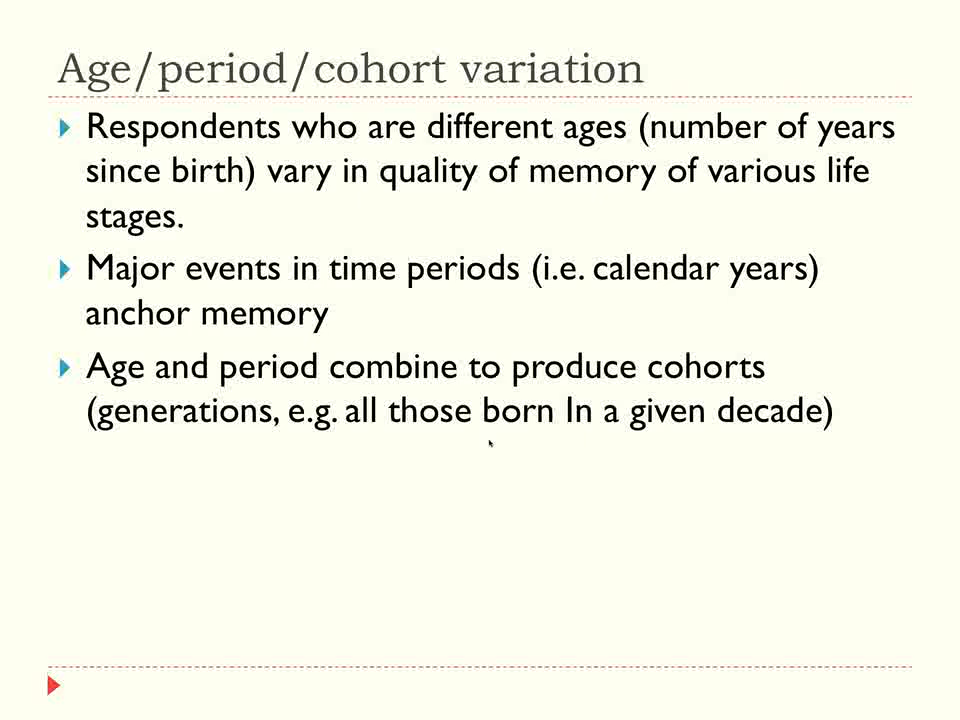 Age/period/cohort variation
Respondents who are different ages (number of years
since birth) vary in quality of memory of various life
stages.
Major events in time periods (i.e. calendar years)
anchor memory
Age and period combine to produce cohorts
(generations, e.g. all those born In a given decade)